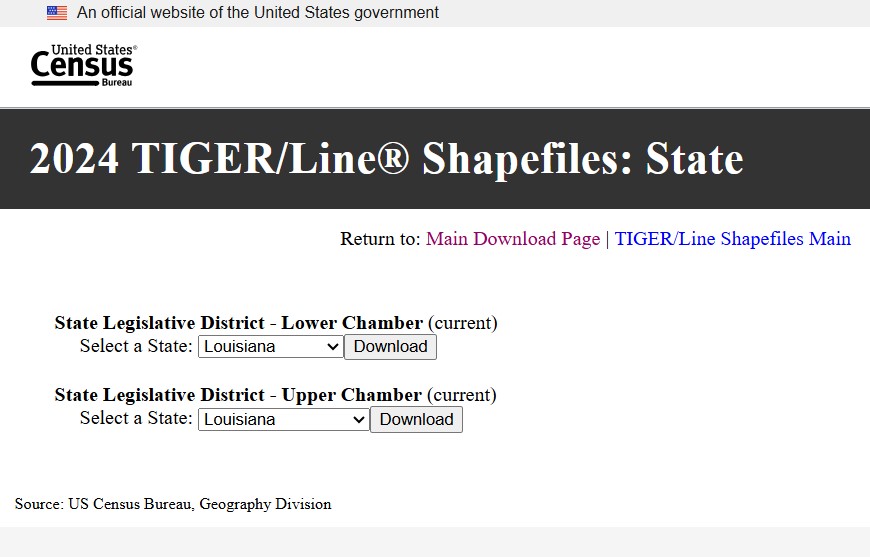 An official website of the United States government
United States®
Census
Bureau
2024 TIGER/Line® Shapefiles: State
Return to: Main Download Page | TIGER/Line Shapefiles Main
State Legislative District - Lower Chamber (current)
Select a State: Louisiana Download
State Legislative District - Upper Chamber (current)
Select a State: Louisiana Download
Source: US Census Bureau, Geography Division